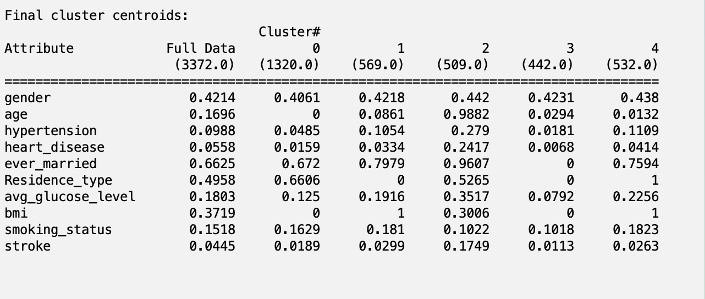 Final cluster centroids:
Cluster#
Attribute Full Data 0 1 2 3 4
(3372.0) (1320.0) (569.0) (509.0) (442.0) (532.0)
================================================================================
gender 0.4214 0.4061 0.4218 0.442 0.4231 0.438
age 0.1696 0 0.0861 0.9882 0.0294 0.0132
hypertension 0.0988 0.0485 0.1054 0.279 0.0181 0.1109
heart_disease 0.0558 0.0159 0.0334 0.2417 0.0068 0.0414
ever_married 0.6625 0.672 0.7979 0.9607 0 0.7594
Residence_type 0.4958 0.6606 0 0.5265 0 1
avg_glucose_level 0.1803 0.125 0.1916 0.3517 0.0792 0.2256
bmi 0.3719 0 1 0.3006 0 1
smoking_status 0.1518 0.1629 0.181 0.1022 0.1018 0.1823
stroke 0.0445 0.0189 0.0299 0.1749 0.0113 0.0263